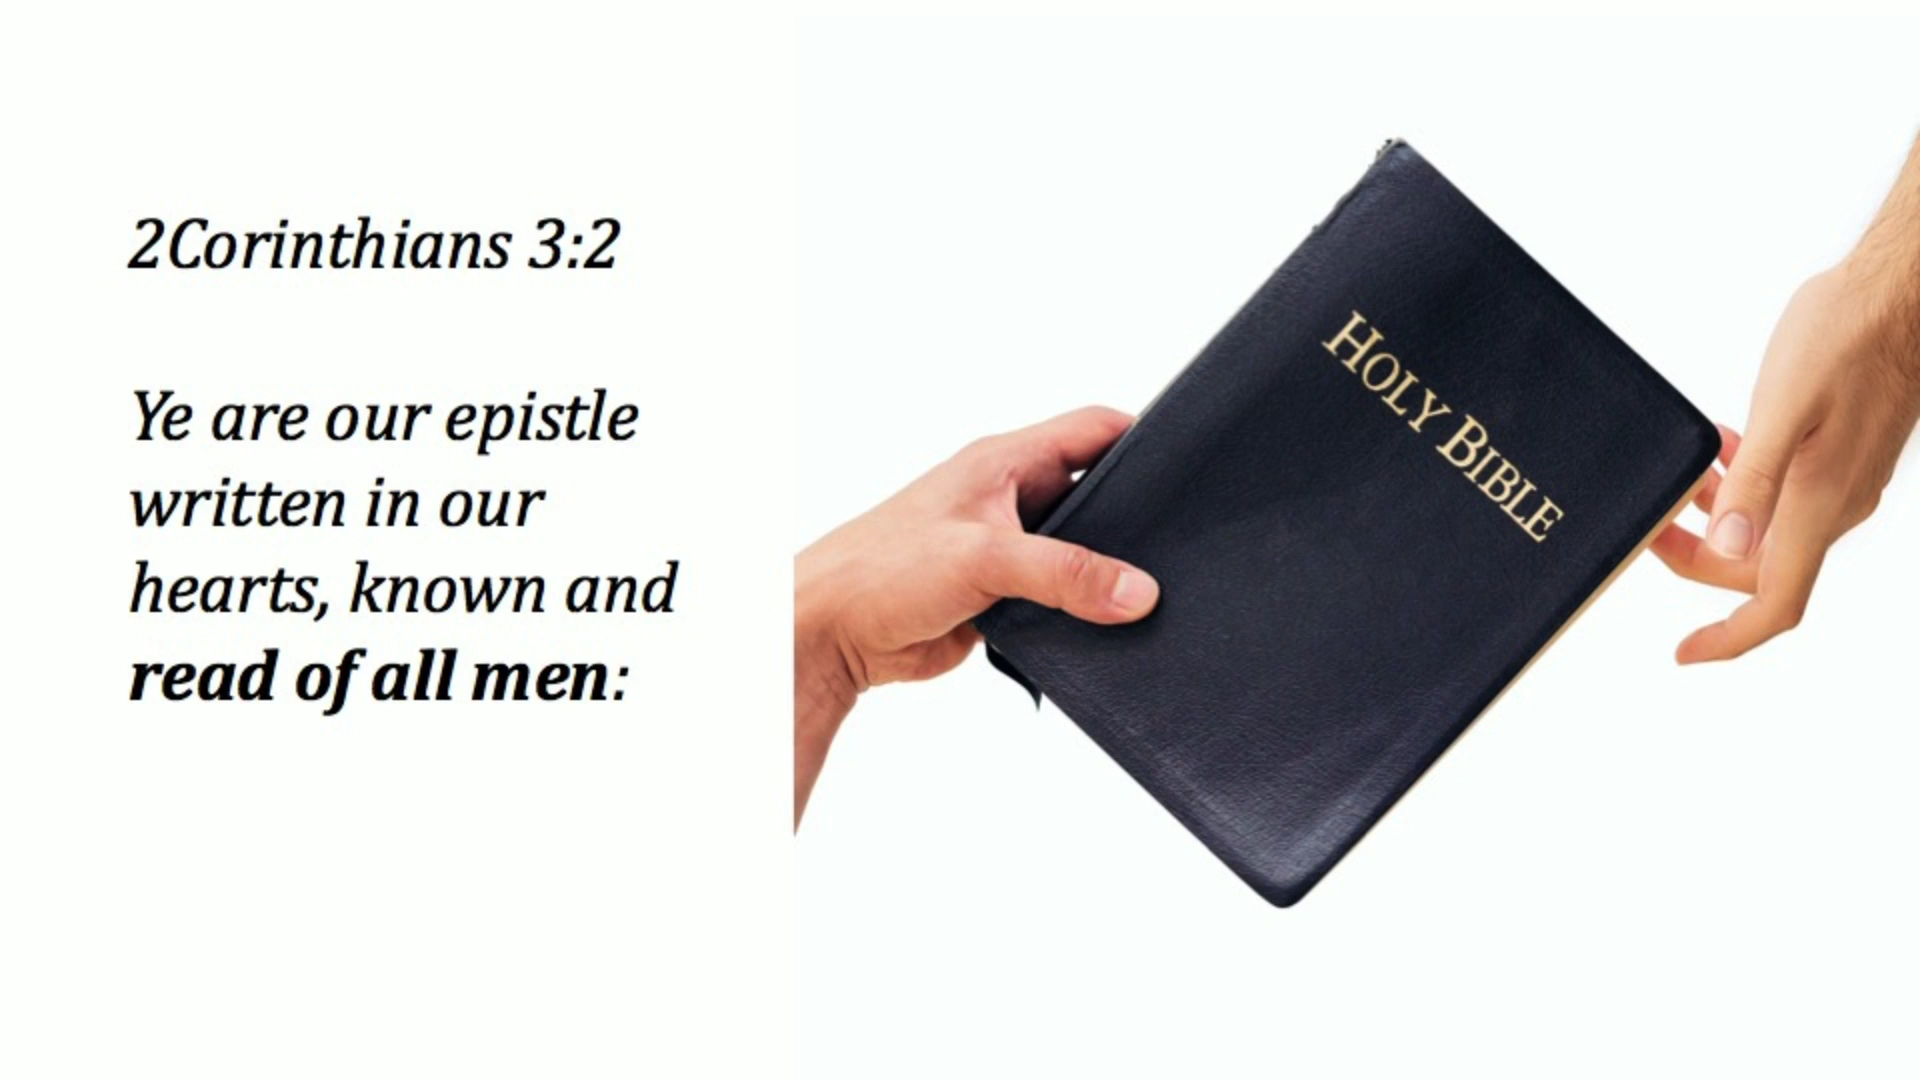 2Corinthians 3:2
Ye are our epistle
written in our
hearts, known and
read of all men:
HOLY BIBLE